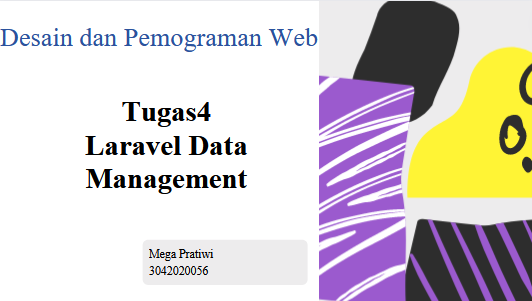 Desain dan Pemograman Web
Tugas4
Laravel Data
Management
Mega Pratiwi
3042020056